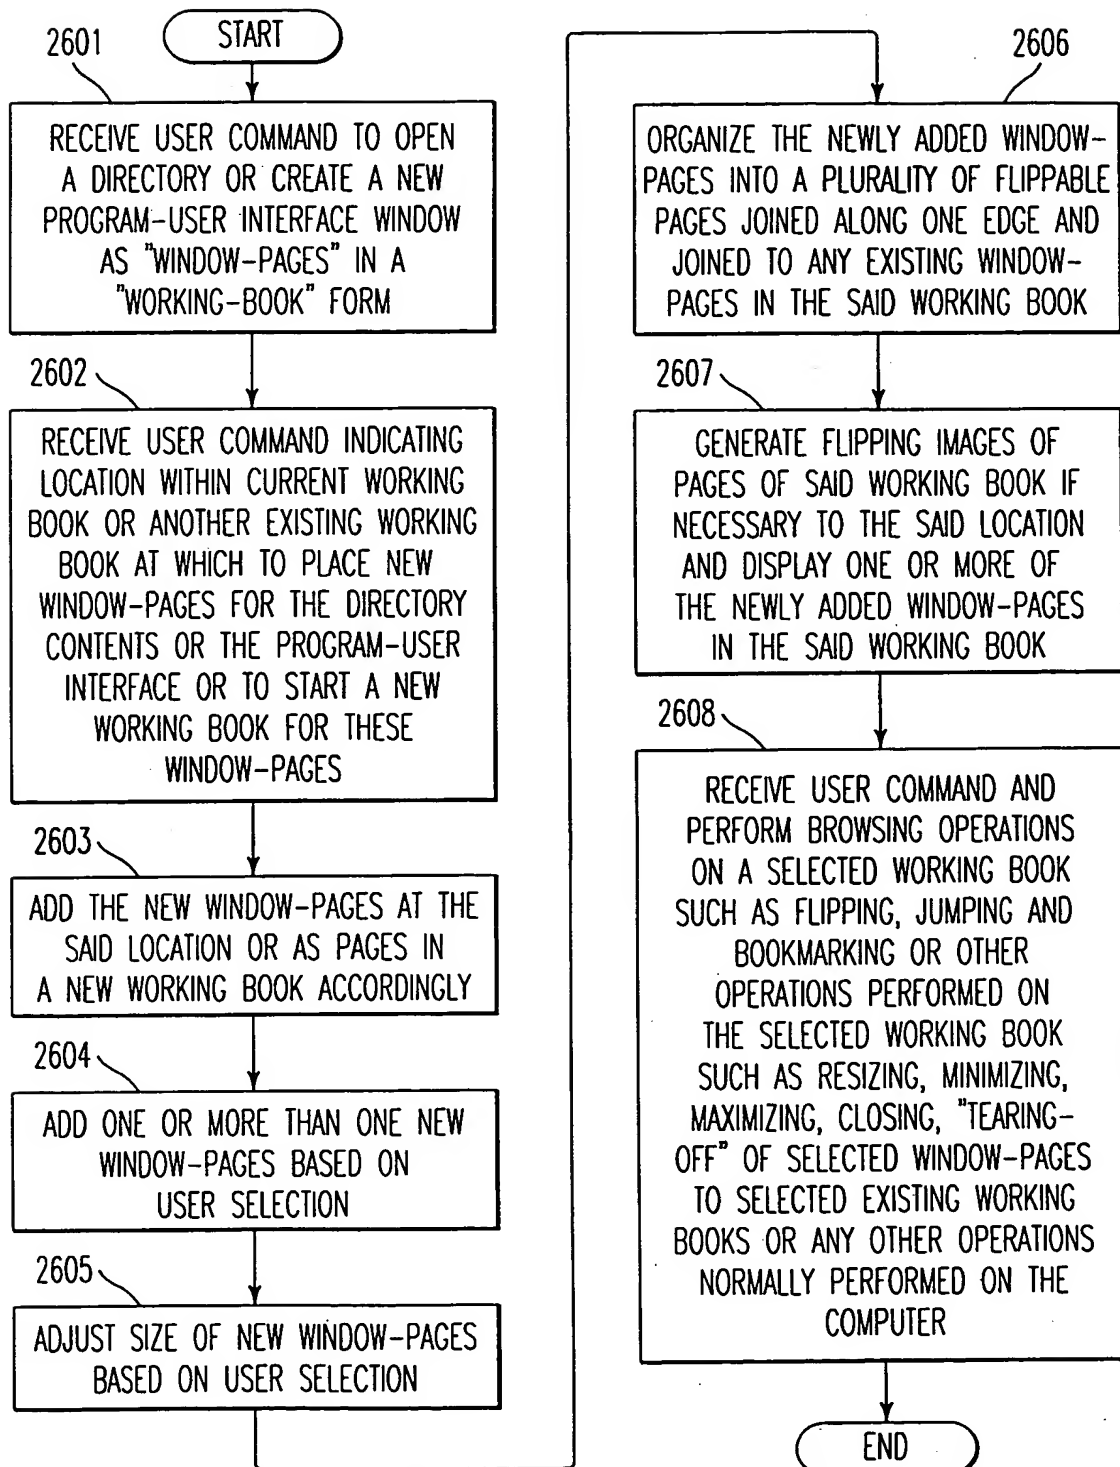 START
2601
RECEIVE USER COMMAND TO OPEN
A DIRECTORY OR CREATE A NEW
PROGRAM-USER INTERFACE WINDOW
AS "WINDOW-PAGES" IN A
"WORKING-BOOK" FORM
2602
RECEIVE USER COMMAND INDICATING
LOCATION WITHIN CURRENT WORKING
BOOK OR ANOTHER EXISTING WORKING
BOOK AT WHICH TO PLACE NEW
WINDOW-PAGES FOR THE DIRECTORY
CONTENTS OR THE PROGRAM-USER
INTERFACE OR TO START A NEW
WORKING BOOK FOR THESE
WINDOW-PAGES
2603
ADD THE NEW WINDOW-PAGES AT THE
SAID LOCATION OR AS PAGES IN
A NEW WORKING BOOK ACCORDINGLY
2604
ADD ONE OR MORE THAN ONE NEW
WINDOW-PAGES BASED ON
USER SELECTION
2605
ADJUST SIZE OF NEW WINDOW-PAGES
BASED ON USER SELECTION
2606
ORGANIZE THE NEWLY ADDED WINDOW-
PAGES INTO A PLURALITY OF FLIPPABLE
PAGES JOINED ALONG ONE EDGE AND
JOINED TO ANY EXISTING WINDOW-
PAGES IN THE SAID WORKING BOOK
2607
GENERATE FLIPPING IMAGES OF
PAGES OF SAID WORKING BOOK IF
NECESSARY TO THE SAID LOCATION
AND DISPLAY ONE OR MORE OF
THE NEWLY ADDED WINDOW-PAGES
IN THE SAID WORKING BOOK
2608
RECEIVE USER COMMAND AND
PERFORM BROWSING OPERATIONS
ON A SELECTED WORKING BOOK
SUCH AS FLIPPING, JUMPING AND
BOOKMARKING OR OTHER
OPERATIONS PERFORMED ON
THE SELECTED WORKING BOOK
SUCH AS RESIZING, MINIMIZING,
MAXIMIZING, CLOSING, "TEARING-
OFF" OF SELECTED WINDOW-PAGES
TO SELECTED EXISTING WORKING
BOOKS OR ANY OTHER OPERATIONS
NORMALLY PERFORMED ON THE
COMPUTER
END